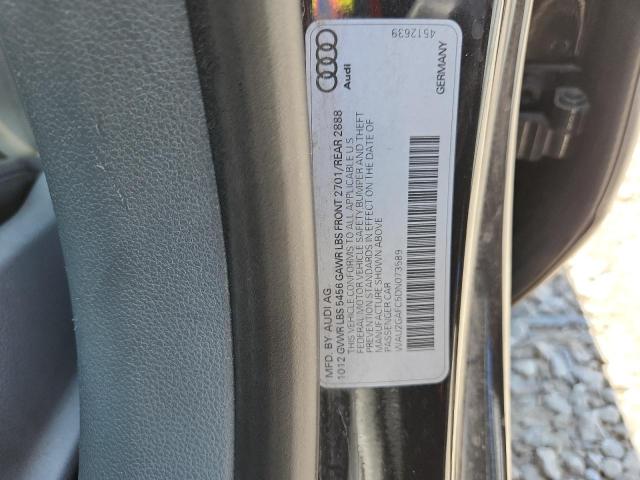 MFD. BY AUDI AG
1012 GVWR LBS 5456 GAWR LBS FRONT 2701/REAR 2888
THIS VEHICLE CONFORMS TO ALL APPLICABLE U.S
FEDERAL MOTOR VEHICLE SAFETY BUMPER AND THEFT
PREVENTION STANDARDS IN EFFECT ON THE DATE OF
MANUFACTURE SHOWN ABOVE
PASSENGER CAR
WAU2GAFC5DN073589
GERMANY
Audi
4512639